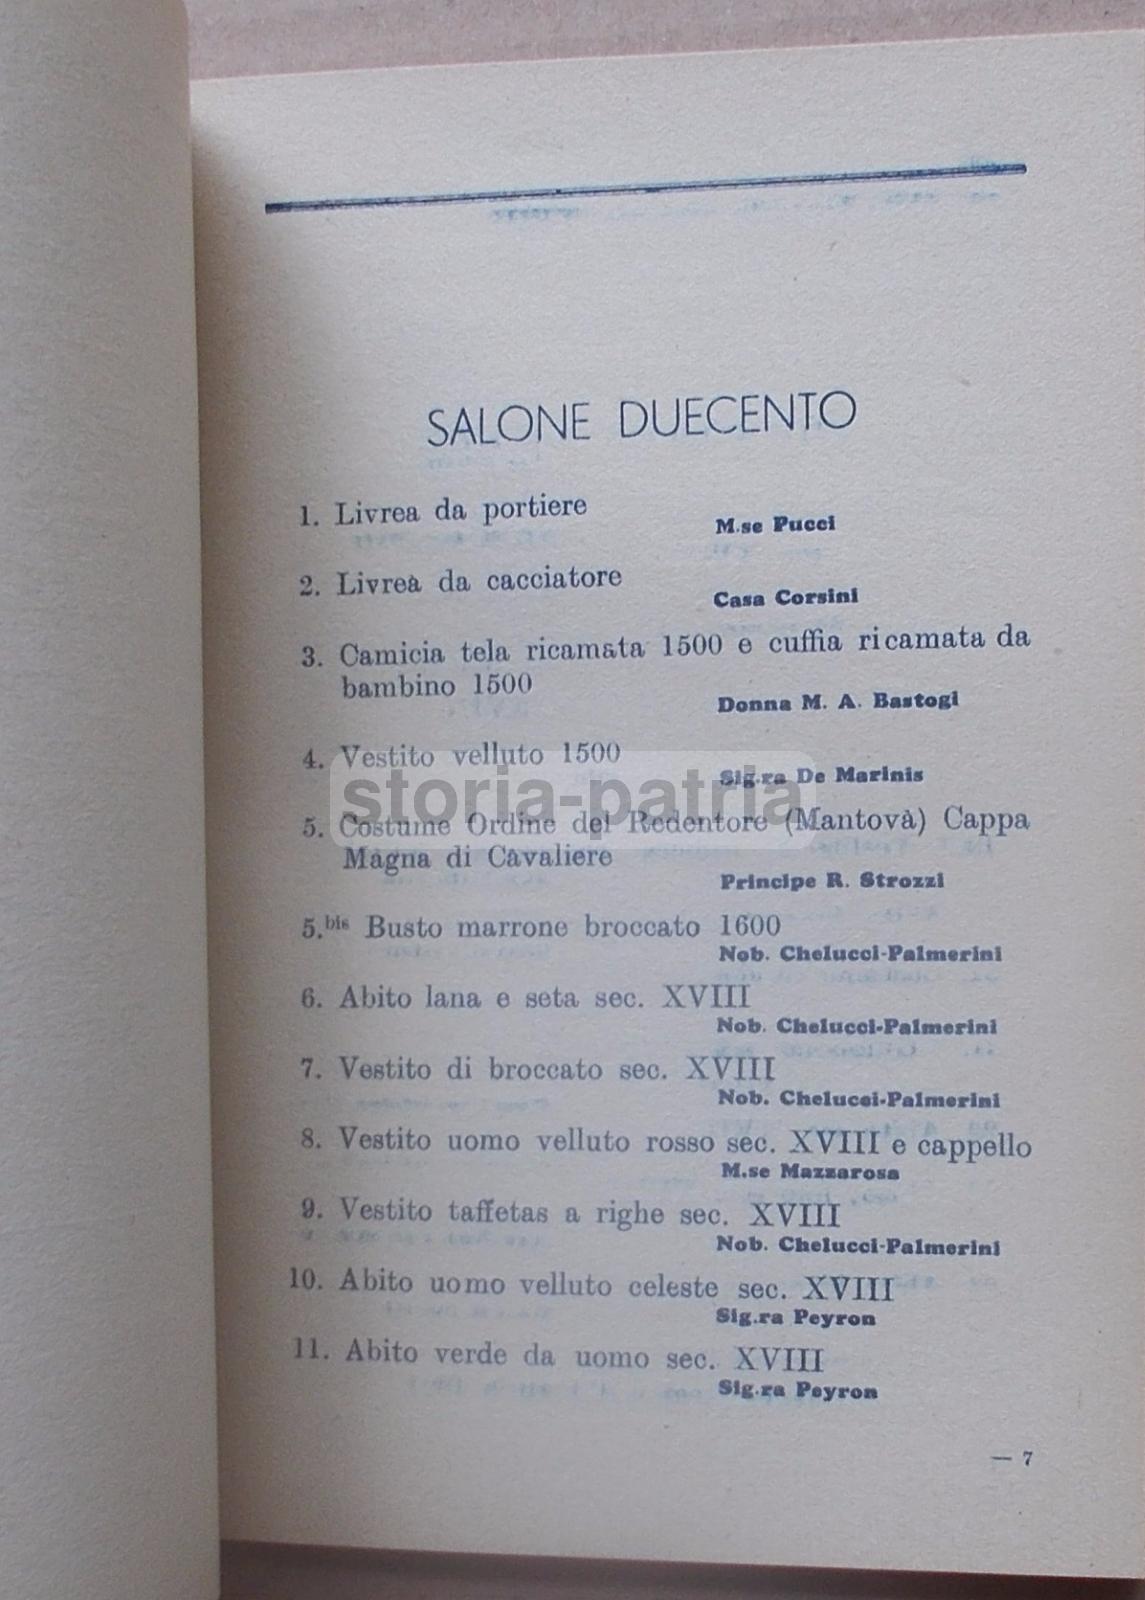 SALONE DUECENTO
1. Livrea da portiere
M.se Pucci
2. Livrea da cacciatore
Casa Corsini
3. Camicia tela ricamata 1500 e cuffia ricamata da
bambino 1500
Donna M. A. Bastogi
4. Vestito velluto 1500
Sig.ra De Marinis
storia-patria
5. Costume Ordine del Redentore (Mantovà) Cappa
Magna di Cavaliere
Principe R. Strozzi
5.bis Busto marrone broccato 1600
Nob. Chelucci-Palmerini
6. Abito lana e seta sec. XVIII
Nob. Chelucci-Palmerini
7. Vestito di broccato sec. XVIII
Nob. Chelucci-Palmerini
8. Vestito uomo velluto rosso sec. XVIII e cappello
M.se Mazzarosa
9. Vestito taffetas a righe sec. XVIII
Nob. Chelucci-Palmerini
10. Abito uomo velluto celeste sec. XVIII
Sig.ra Peyron
11. Abito verde da uomo sec. XVIII
Sig.ra Peyron
— 7